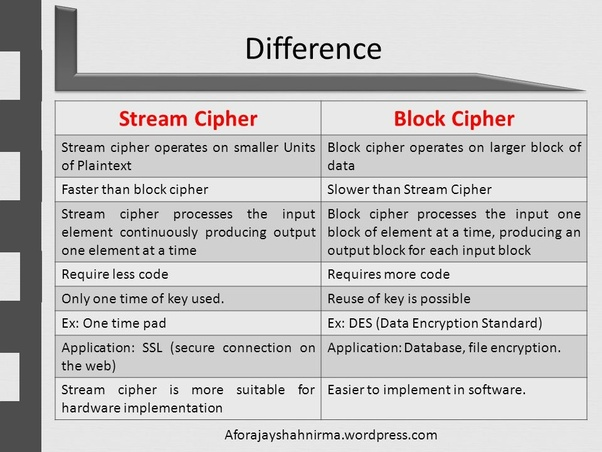 Difference
Stream Cipher
Block Cipher
Stream cipher operates on smaller Units
of Plaintext
Block cipher operates on larger block of
data
Faster than block cipher
Slower than Stream Cipher
Stream cipher processes the input
element continuously producing output
one element at a time
Block cipher processes the input one
block of element at a time, producing an
output block for each input block
Require less code
Requires more code
Only one time of key used.
Reuse of key is possible
Ex: One time pad
Ex: DES (Data Encryption Standard)
Application: SSL (secure connection on
the web)
Application: Database, file encryption.
Stream cipher is more suitable for
hardware implementation
Easier to implement in software.
Aforajayshahnirma.wordpress.com